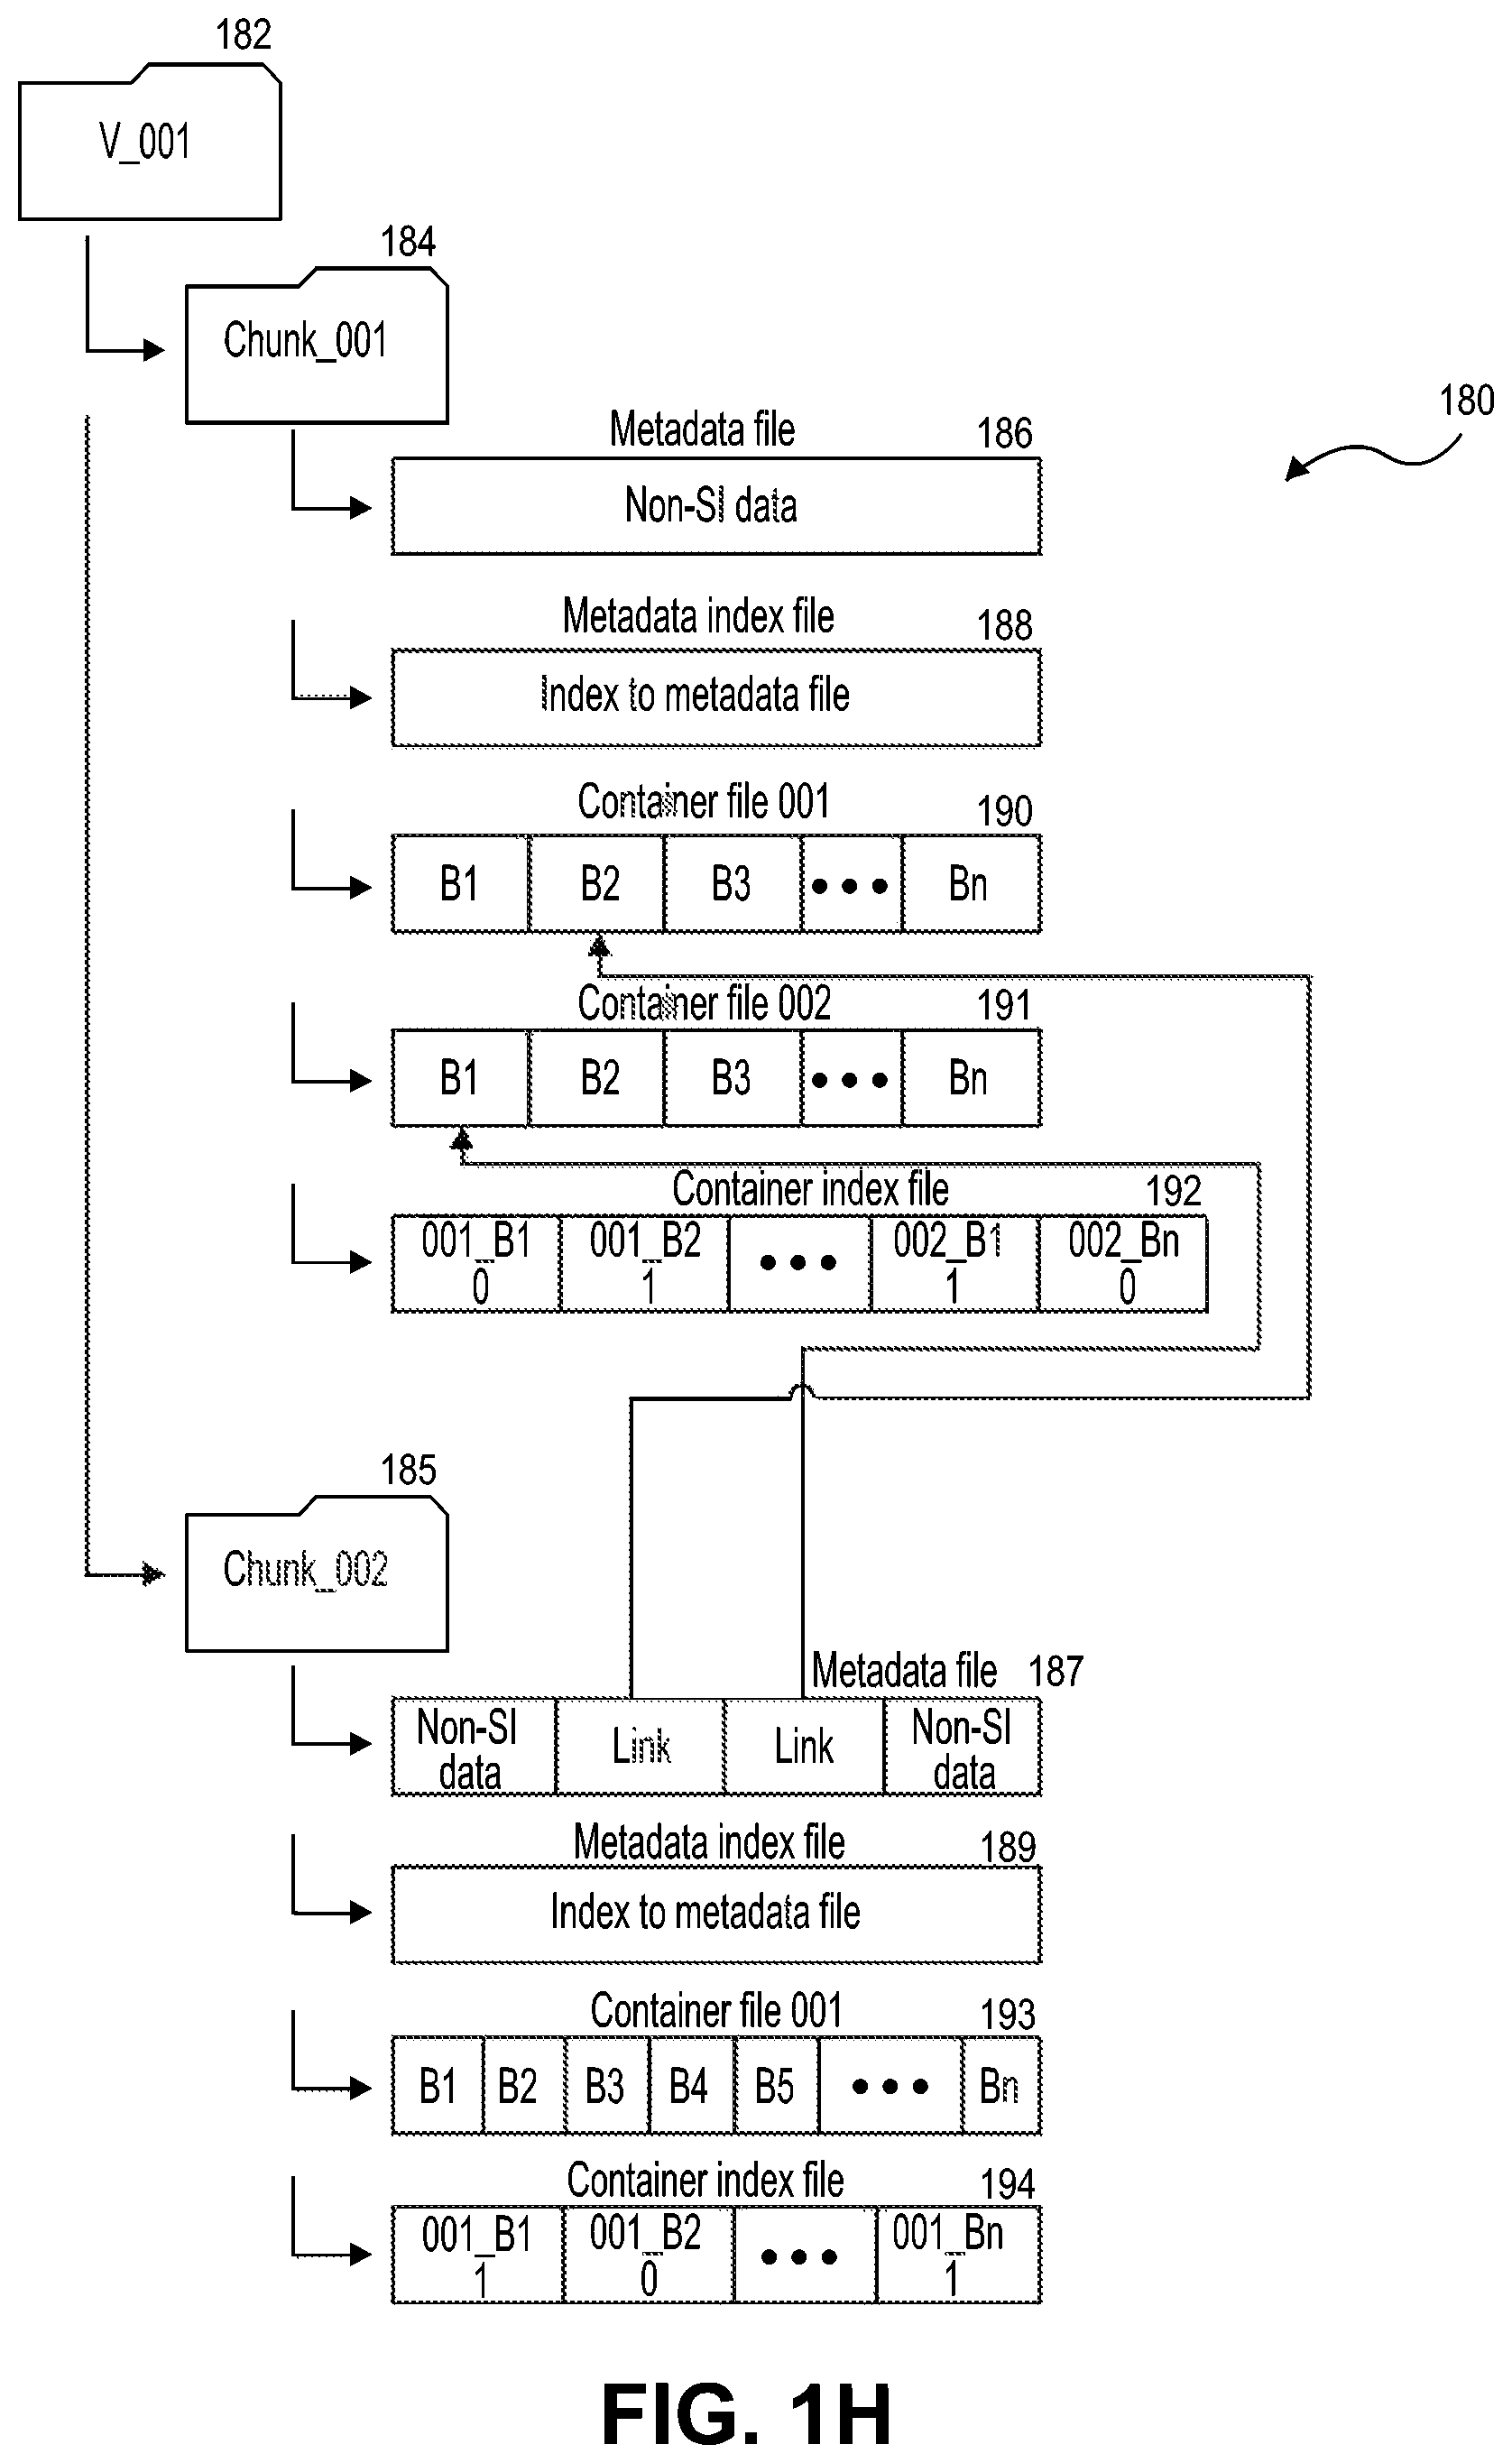 182
V_001
184
Chunk_001
180
Metadata file 186
Non-SI data
Metadata index file 188
Index to metadata file
Container file 001 190
B1 B2 B3 ••• Bn
Container file 002 191
B1 B2 B3 ••• Bn
Container index file 192
001_B1 001_B2 ••• 002_B1 002_Bn
0 1 1 0
185
Chunk_002
Metadata file 187
Non-SI Link Link Non-SI
data data
Metadata index file 189
Index to metadata file
Container file 001 193
B1 B2 B3 B4 B5 ••• Bn
Container index file 194
001_B1 001_B2 ••• 001_Bn
1 0 1
FIG. 1H